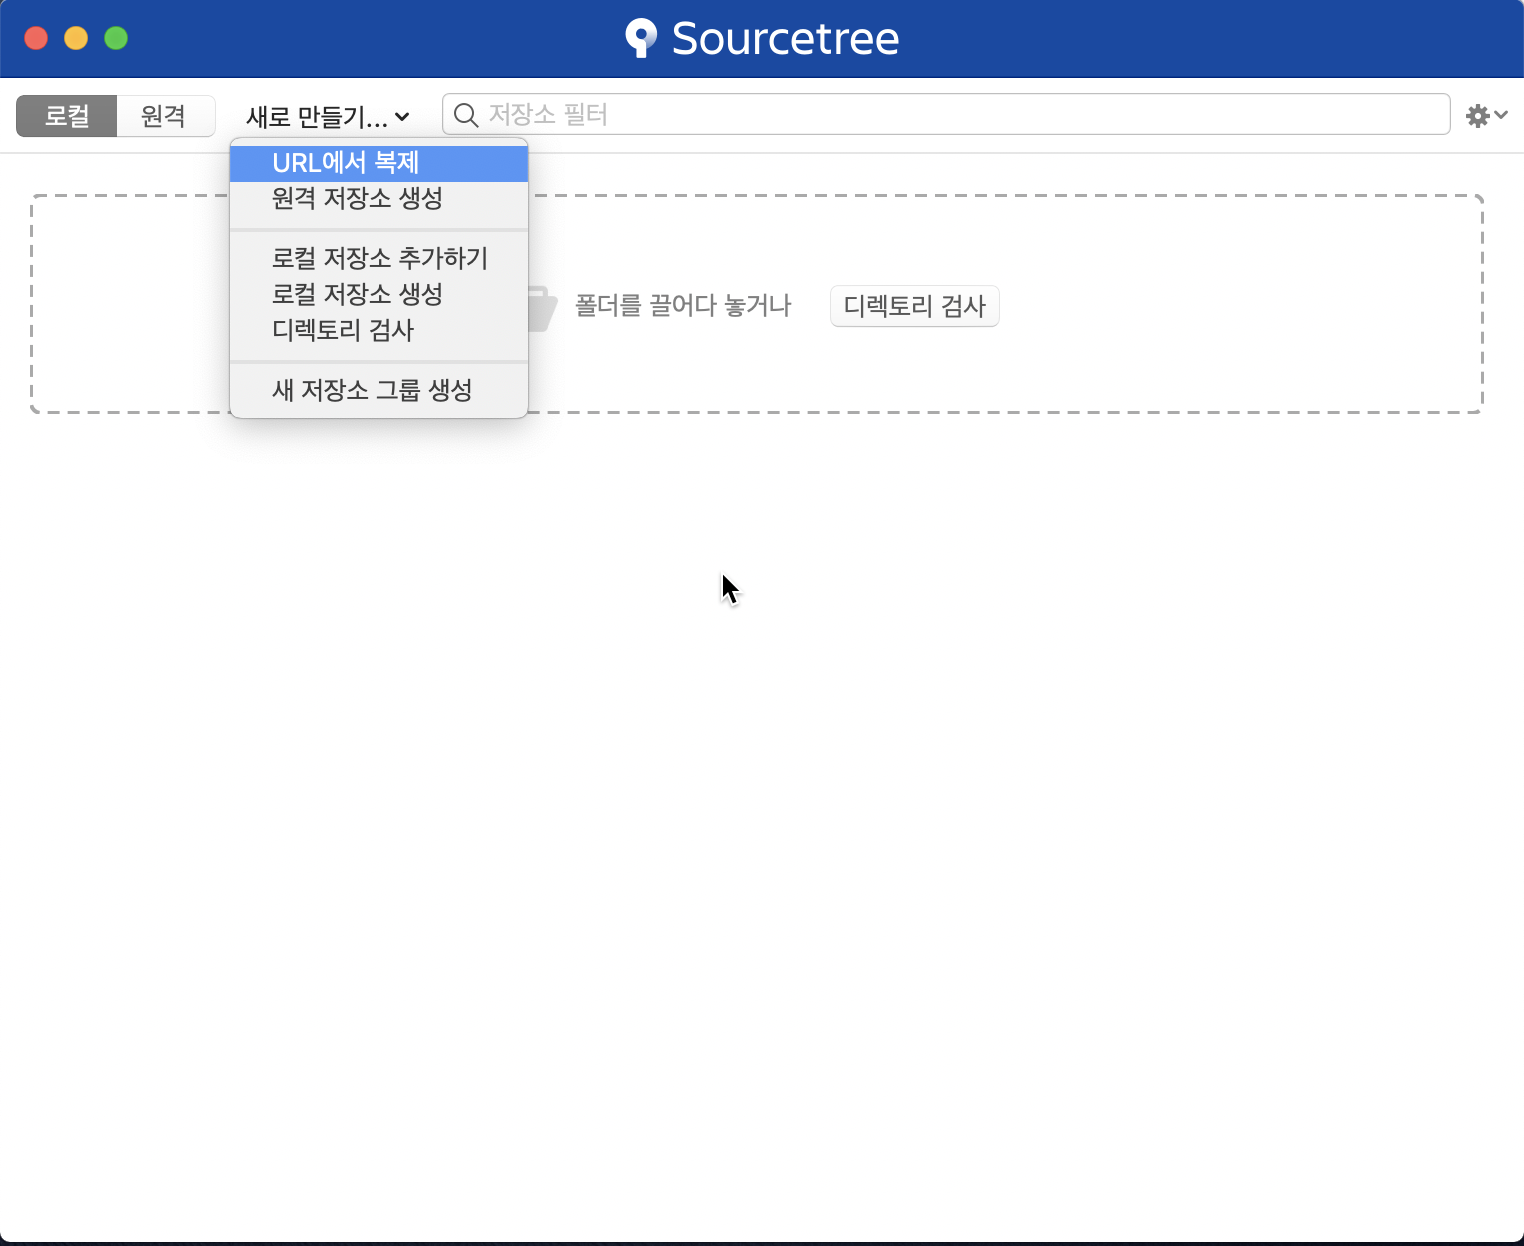 Sourcetree
로컬 원격 새로 만들기... 저장소 필터
URL에서 복제
원격 저장소 생성
로컬 저장소 추가하기
로컬 저장소 생성
디렉토리 검사
새 저장소 그룹 생성
폴더를 끌어다 놓거나 디렉토리 검사